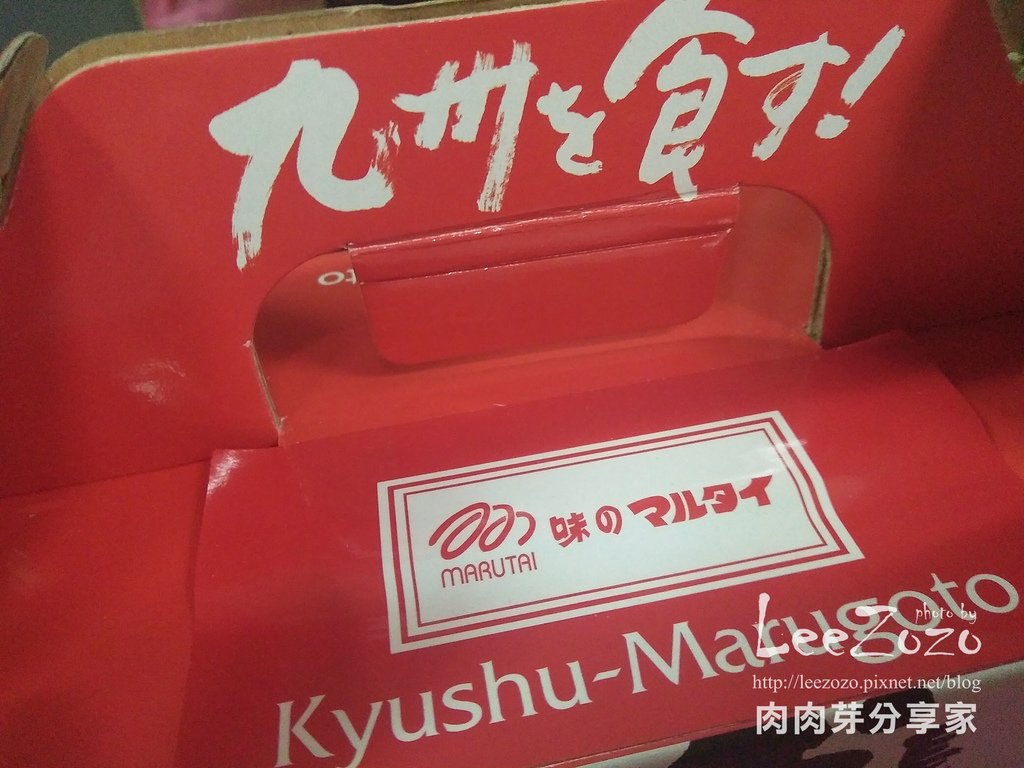 九州を食す!
to
味のマルタイ
MARUTAI
Kyushu-Marugoto
photo by
LeeZozo
http://leezozo.pixnet.net/blog
肉肉芽分享家